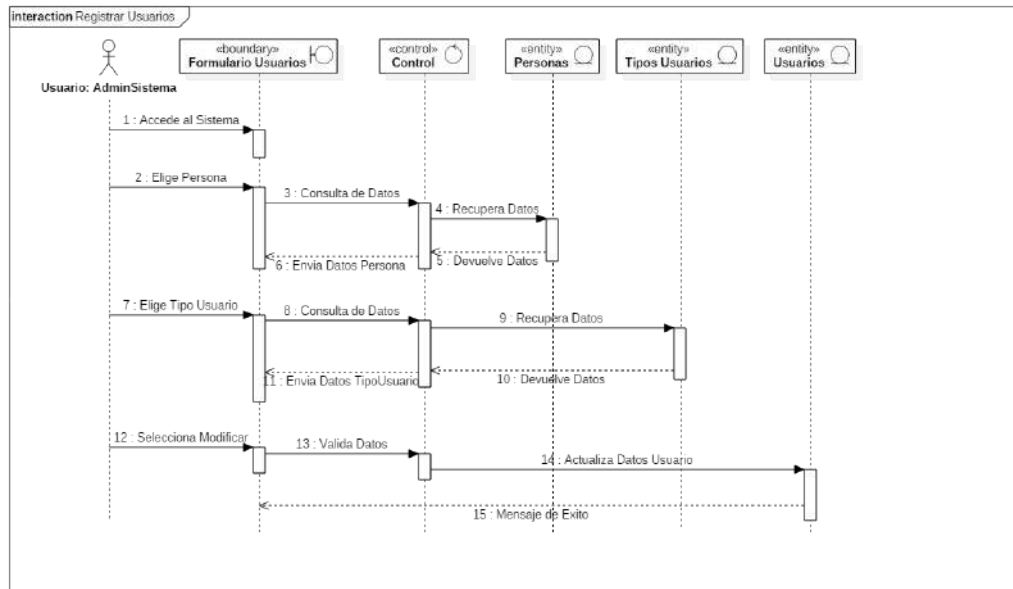 interaction Registrar Usuarios
«boundary»
Formulario Usuarios
«control»
Control
«entity»
Personas
«entity»
Tipos Usuarios
«entity»
Usuarios
Usuario: AdminSistema
1 : Accede al Sistema
2 : Elige Persona
3 : Consulta de Datos
4 : Recupera Datos
5 : Devuelve Datos
6 : Envia Datos Persona
7 : Elige Tipo Usuario
8 : Consulta de Datos
9 : Recupera Datos
10 : Devuelve Datos
11 : Envia Datos TipoUsuario
12 : Selecciona Modificar
13 : Valida Datos
14 : Actualiza Datos Usuario
15 : Mensaje de Exito